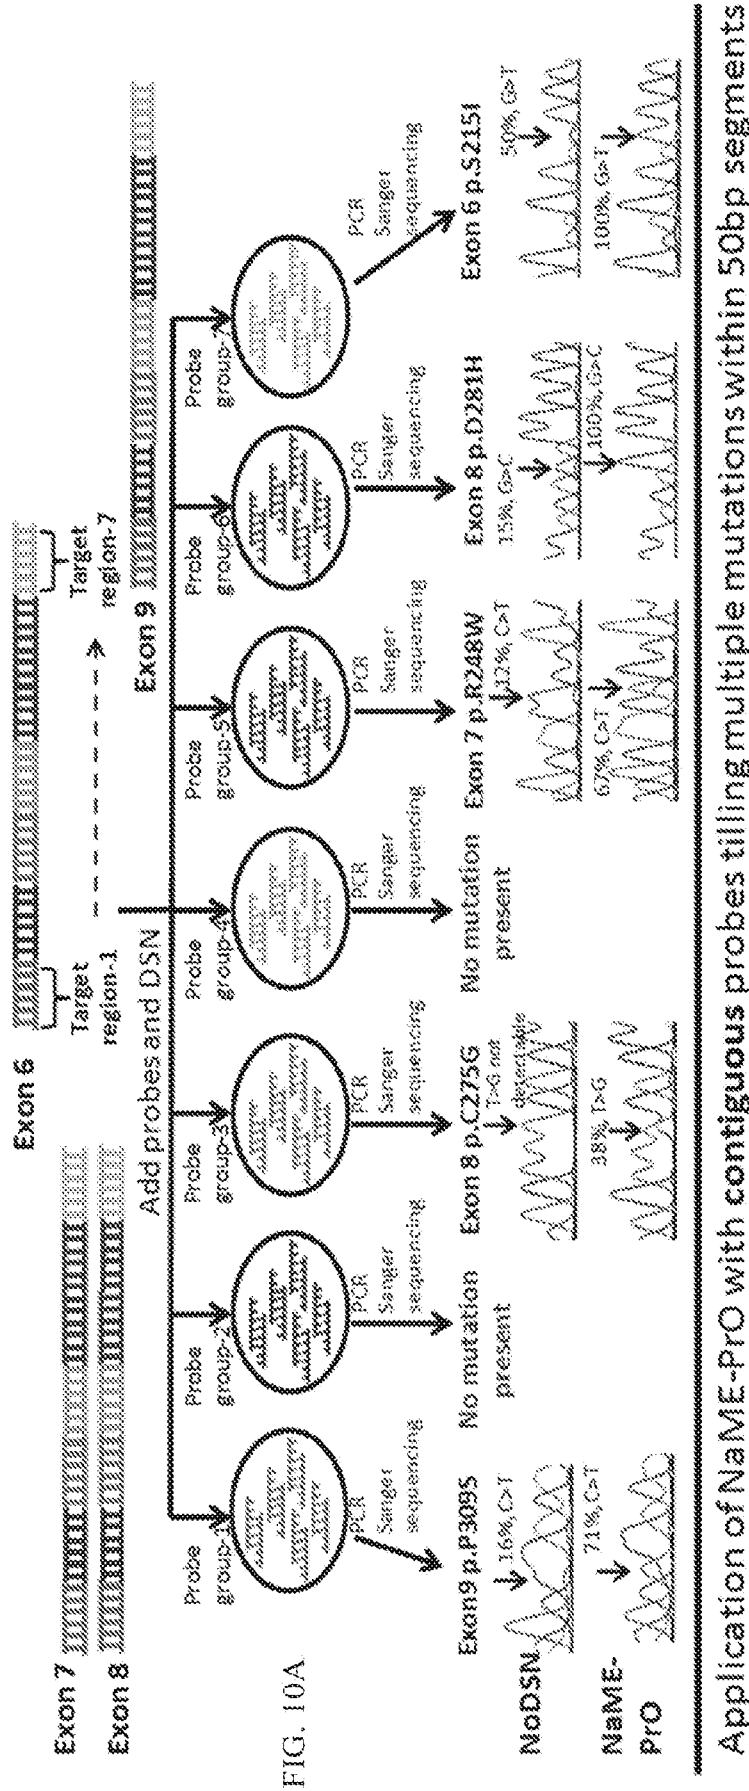 Exon 7
Exon 8
Exon 6
Target
region-1
Target
region-7
Exon 9
Add probes and DSN
Probe
group-1
Probe
group-2
Probe
group-3
Probe
group-4
Probe
group-5
Probe
group-6
Probe
group-7
FIG. 10A
PCR
Sanger
sequencing
PCR
Sanger
sequencing
PCR
Sanger
sequencing
PCR
Sanger
sequencing
PCR
Sanger
sequencing
PCR
Sanger
sequencing
PCR
Sanger
sequencing
Exon9 p.P309S
No mutation
present
Exon 8 p.C275G
No mutation
present
Exon 7 p.R248W
Exon 8 p.D281H
Exon 6 p.S215I
NoDSN
16%, C>T
T>G not
detectable
12%, C>T
15%, G>C
50%, G>T
NaME-
PrO
71%, C>T
38%, T>G
67%, C>T
100%, G>C
100%, G>T
Application of NaME-PrO with contiguous probes tilling multiple mutations within 50bp segments